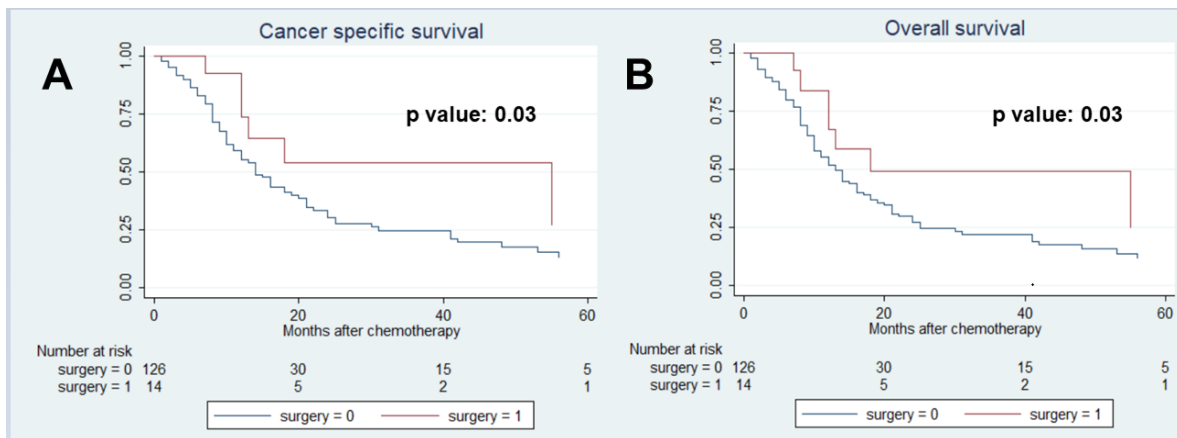 A
Cancer specific survival
p value: 0.03
1.00
0.75
0.50
0.25
0.00
0 20 40 60
Months after chemotherapy
Number at risk
surgery = 0 126 30 15 5
surgery = 1 14 5 2 1
surgery = 0 surgery = 1
B
Overall survival
p value: 0.03
1.00
0.75
0.50
0.25
0.00
0 20 40 60
Months after chemotherapy
Number at risk
surgery = 0 126 30 15 5
surgery = 1 14 5 2 1
surgery = 0 surgery = 1